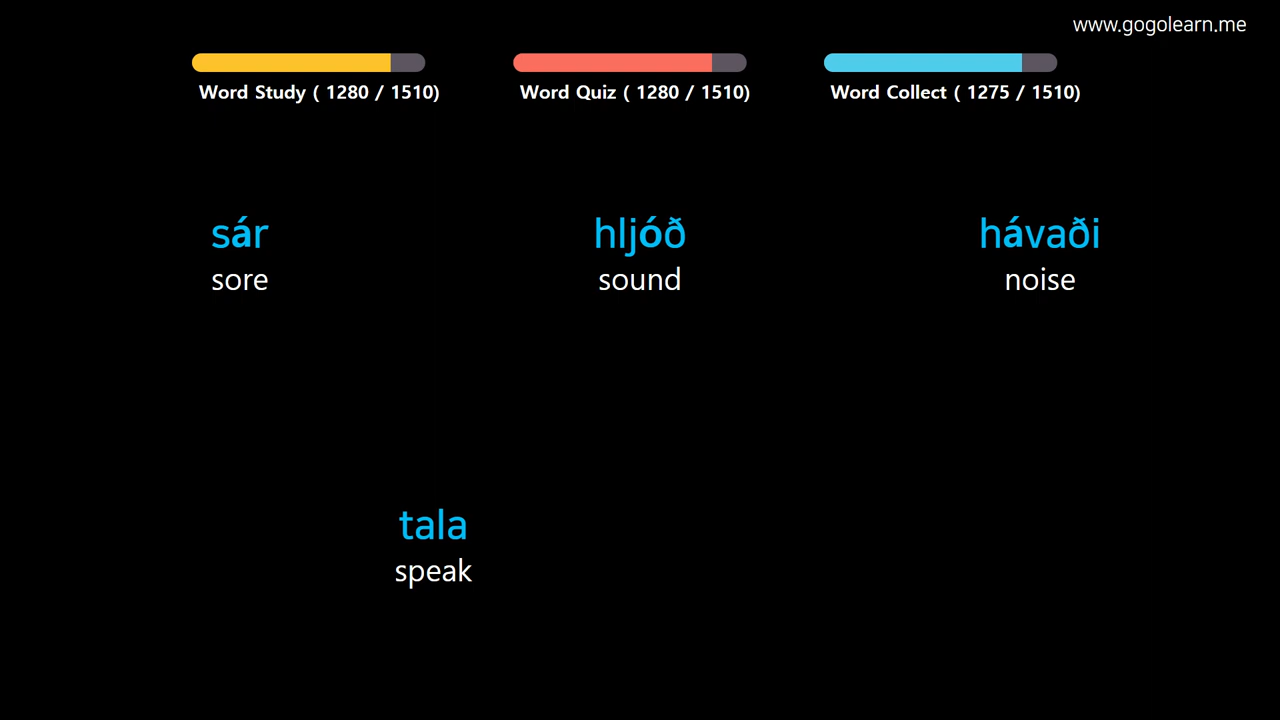 www.gogolearn.me
Word Study ( 1280 / 1510)
Word Quiz ( 1280 / 1510)
Word Collect ( 1275 / 1510)
sár
sore
hljóð
sound
hávaði
noise
tala
speak